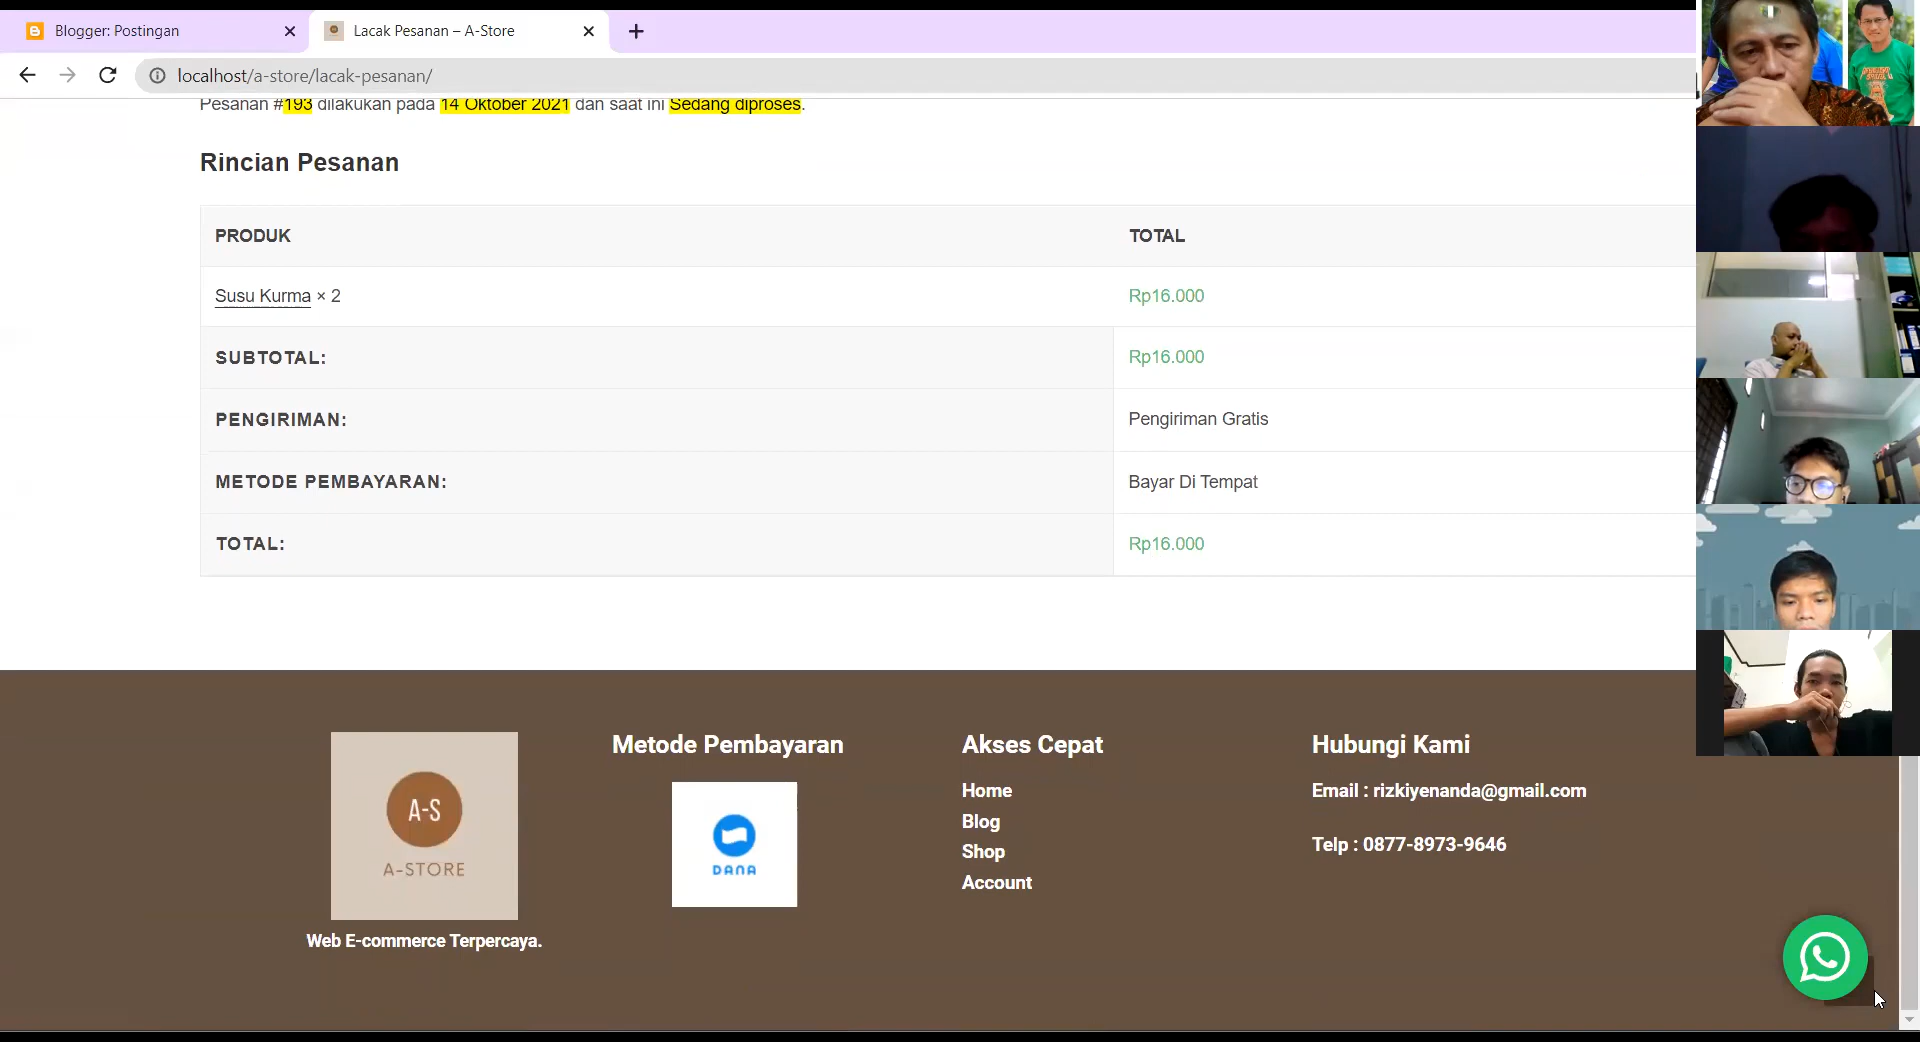 Blogger: Postingan
Lacak Pesanan – A-Store
localhost/a-store/lacak-pesanan/
Pesanan #193 dilakukan pada 14 Oktober 2021 dan saat ini Sedang diproses.
Rincian Pesanan
PRODUK TOTAL
Susu Kurma × 2 Rp16.000
SUBTOTAL: Rp16.000
PENGIRIMAN: Pengiriman Gratis
METODE PEMBAYARAN: Bayar Di Tempat
TOTAL: Rp16.000
A-S
A-STORE
Web E-commerce Terpercaya.
Metode Pembayaran
DANA
Akses Cepat
Home
Blog
Shop
Account
Hubungi Kami
Email : rizkiyenanda@gmail.com
Telp : 0877-8973-9646